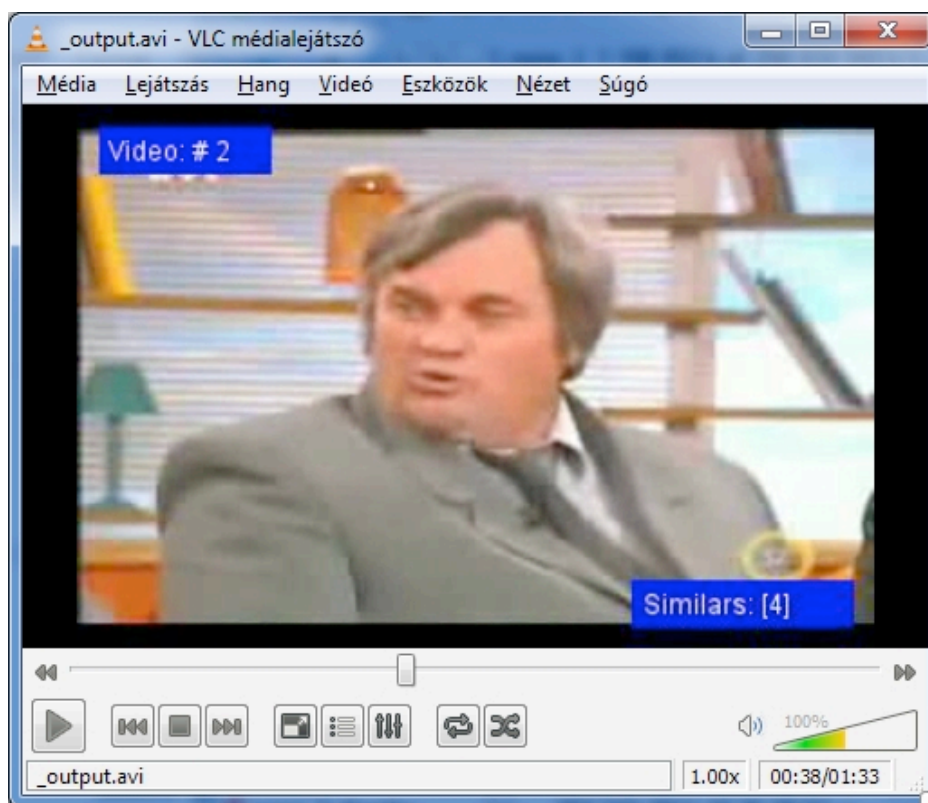 _output.avi - VLC médialejátszó
Média Lejátszás Hang Videó Eszközök Nézet Súgó
Video: # 2
Similars: [4]
100%
_output.avi 1.00x 00:38/01:33